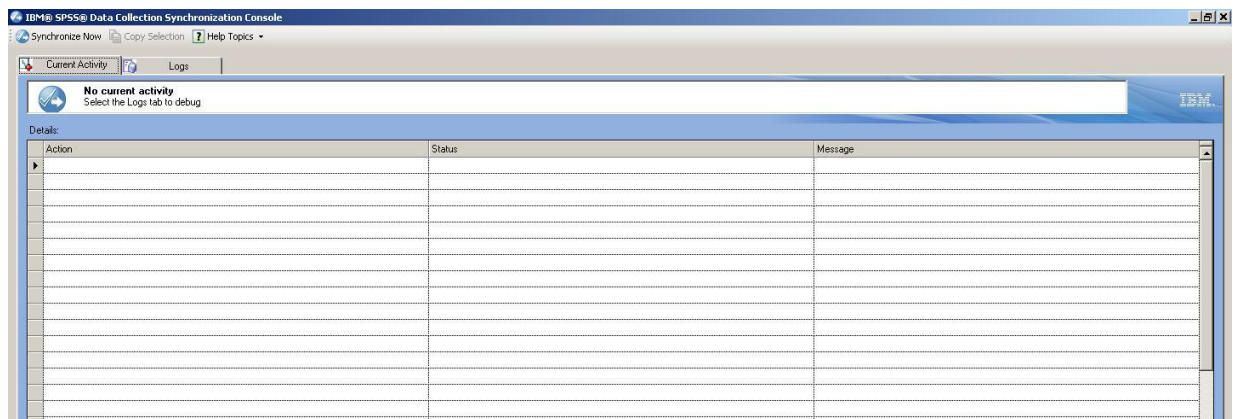 IBM® SPSS® Data Collection Synchronization Console
Synchronize Now Copy Selection ? Help Topics
Current Activity Logs
No current activity
Select the Logs tab to debug
IBM.
Details:
Action Status Message